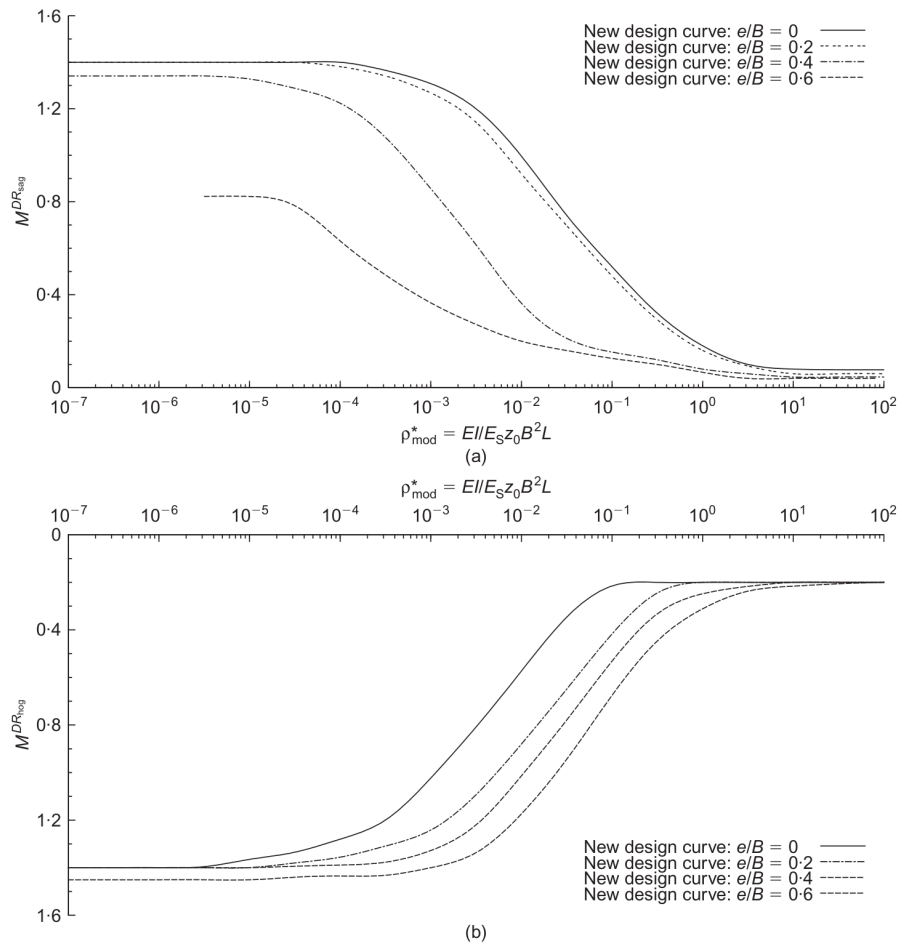 1·6
1·2
0·8
0·4
0
M^DR_sag
New design curve: e/B = 0
New design curve: e/B = 0·2
New design curve: e/B = 0·4
New design curve: e/B = 0·6
10^−7 10^−6 10^−5 10^−4 10^−3 10^−2 10^−1 10^0 10^1 10^2
ρ*_mod = EI/E_S z_0 B^2 L
(a)
ρ*_mod = EI/E_S z_0 B^2 L
10^−7 10^−6 10^−5 10^−4 10^−3 10^−2 10^−1 10^0 10^1 10^2
0
0·4
0·8
1·2
1·6
M^DR_hog
New design curve: e/B = 0
New design curve: e/B = 0·2
New design curve: e/B = 0·4
New design curve: e/B = 0·6
(b)